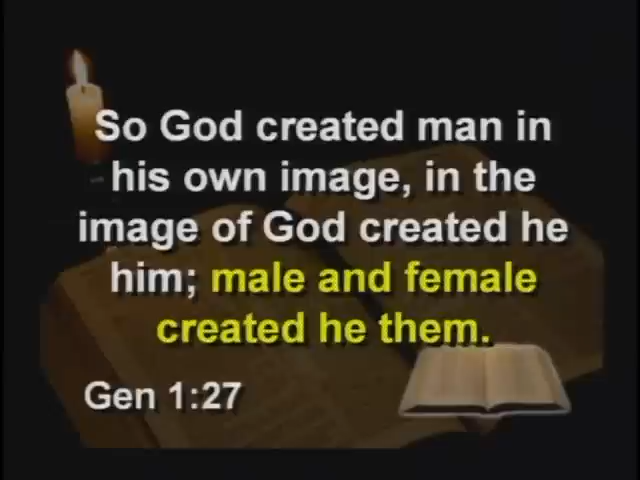 So God created man in
his own image, in the
image of God created he
him; male and female
created he them.
Gen 1:27